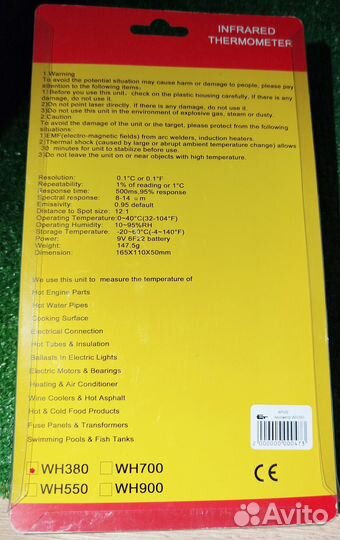 INFRARED
THERMOMETER
1.Warning
To avoid the potential situation may cause harm or damage to people, please pay
attention to the following items:
1)Before you use this unit, check on the plastic housing carefully, If there is any
damage, do not use it.
2)Do not point laser directly. If there is any damage, do not use it.
3)Do not use this unit in the environment of explosive gas, steam or dusty.
2.Caution
To avoid the damage of the unit or the target, please protect from the following
situations:
1)EMF(electro-magnetic fields) from arc welders, induction heaters.
2)Thermal shock (caused by large or abrupt ambient temperature change) allows
30 minutes for unit to stabilize before use.
3)Do not leave the unit on or near objects with high temperature.
Resolution: 0.1°C or 0.1°F
Repeatability: 1% of reading or 1°C
Response time: 500ms,95% response
Spectral response: 8-14 um
Emissivity: 0.95 default
Distance to Spot size: 12:1
Operating Temperature: 0~40°C(32-104°F)
Operating Humidity: 10~95%RH
Storage Temperature: -20~60°C(-4~140°F)
Power: 9V 6F22 battery
Weight: 147.5g
Dimension: 165X110X50mm
We use this unit to measure the temperature of
Hot Engine Parts
Hot Water Pipes
Cooking Surface
Electrical Connection
Hot Tubes & Insulation
Ballasts In Electric Lights
Electric Motors & Bearings
Heating & Air Conditioner
Wine Coolers & Hot Asphalt
Hot & Cold Food Products
Fuse Panels & Transformers
Swimming Pools & Fish Tanks
WH380 WH700
WH550 WH900
CE
2 000000 000473
Avito